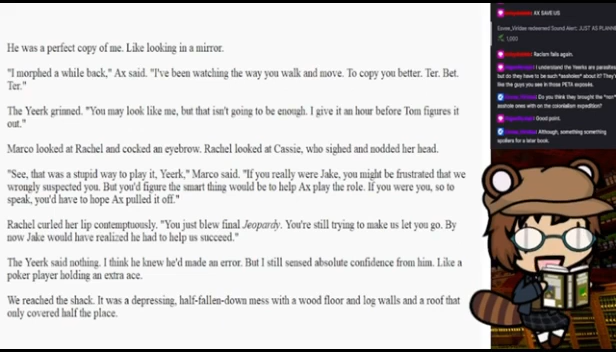 He was a perfect copy of me. Like looking in a mirror.
"I morphed a while back," Ax said. "I've been watching the way you walk and move. To copy you better. Ter. Bet.
Ter."
The Yeerk grinned. "You may look like me, but that isn't going to be enough. I give it an hour before Tom figures it
out."
Marco looked at Rachel and cocked an eyebrow. Rachel looked at Cassie, who sighed and nodded her head.
"See, that was a stupid way to play it, Yeerk," Marco said. "If you really were Jake, you might be frustrated that we
wrongly suspected you. But you'd figure the smart thing would be to help Ax play the role. If you were you, so to
speak, you'd have to hope Ax pulled it off."
Rachel curled her lip contemptuously. "You just blew final Jeopardy. You're still trying to make us let you go. By
now Jake would have realized he had to help us succeed."
The Yeerk said nothing. I think he knew he'd made an error. But I still sensed absolute confidence from him. Like a
poker player holding an extra ace.
We reached the shack. It was a depressing, half-fallen-down mess with a wood floor and log walls and a roof that
only covered half the place.
AX SAVE US
redeemed Sound Alert: JUST AS PLANNED
1,000
Racism fails again.
I understand the Yeerks are parasites
but do they have to be such *assholes* about it? They're
like the guys you see in those PETA exposes.
Do you think they brought the *non*
asshole ones with on the colonialism expedition?
Good point.
Although, something something
spoilers for a later book.